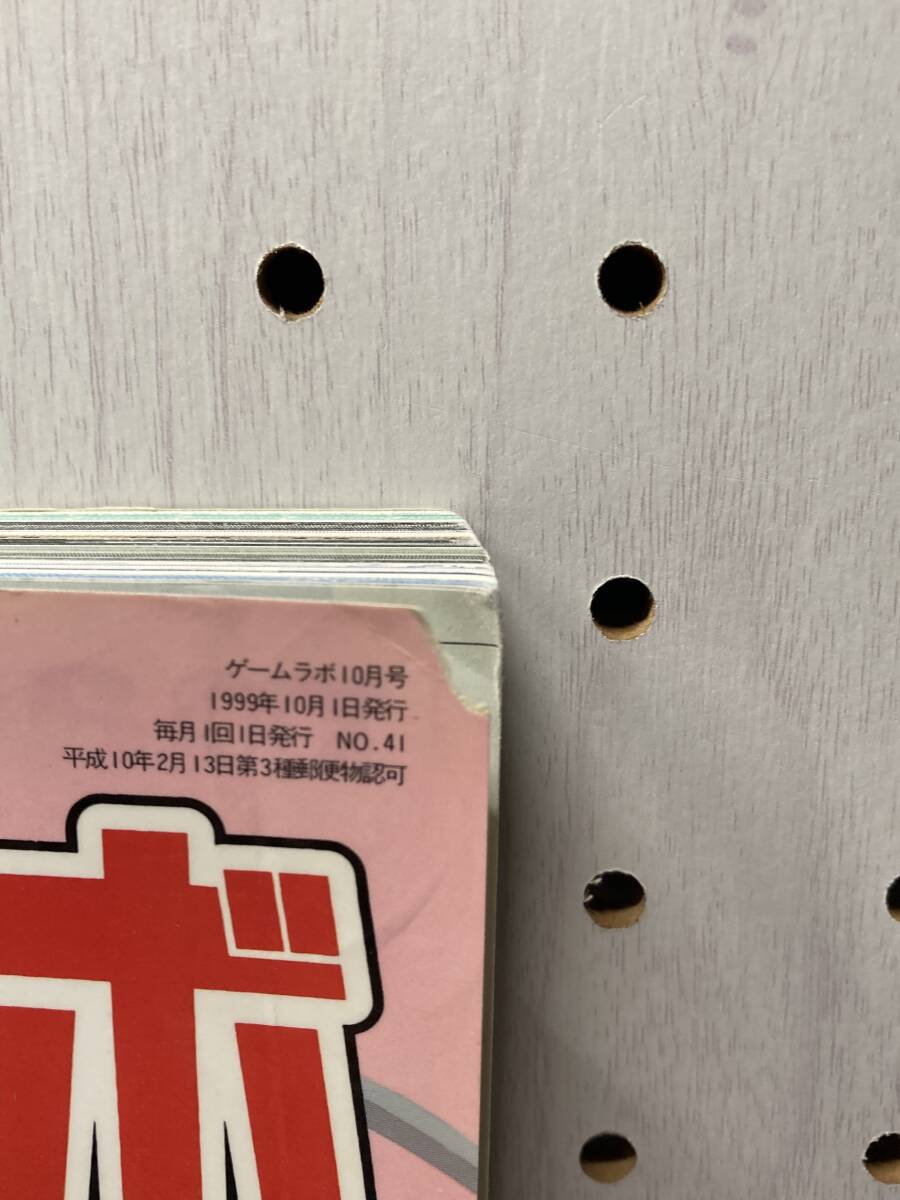 ゲームラボ10月号
1999年10月1日発行
毎月1回1日発行 NO.41
平成10年2月13日第3種郵便物認可
ボ